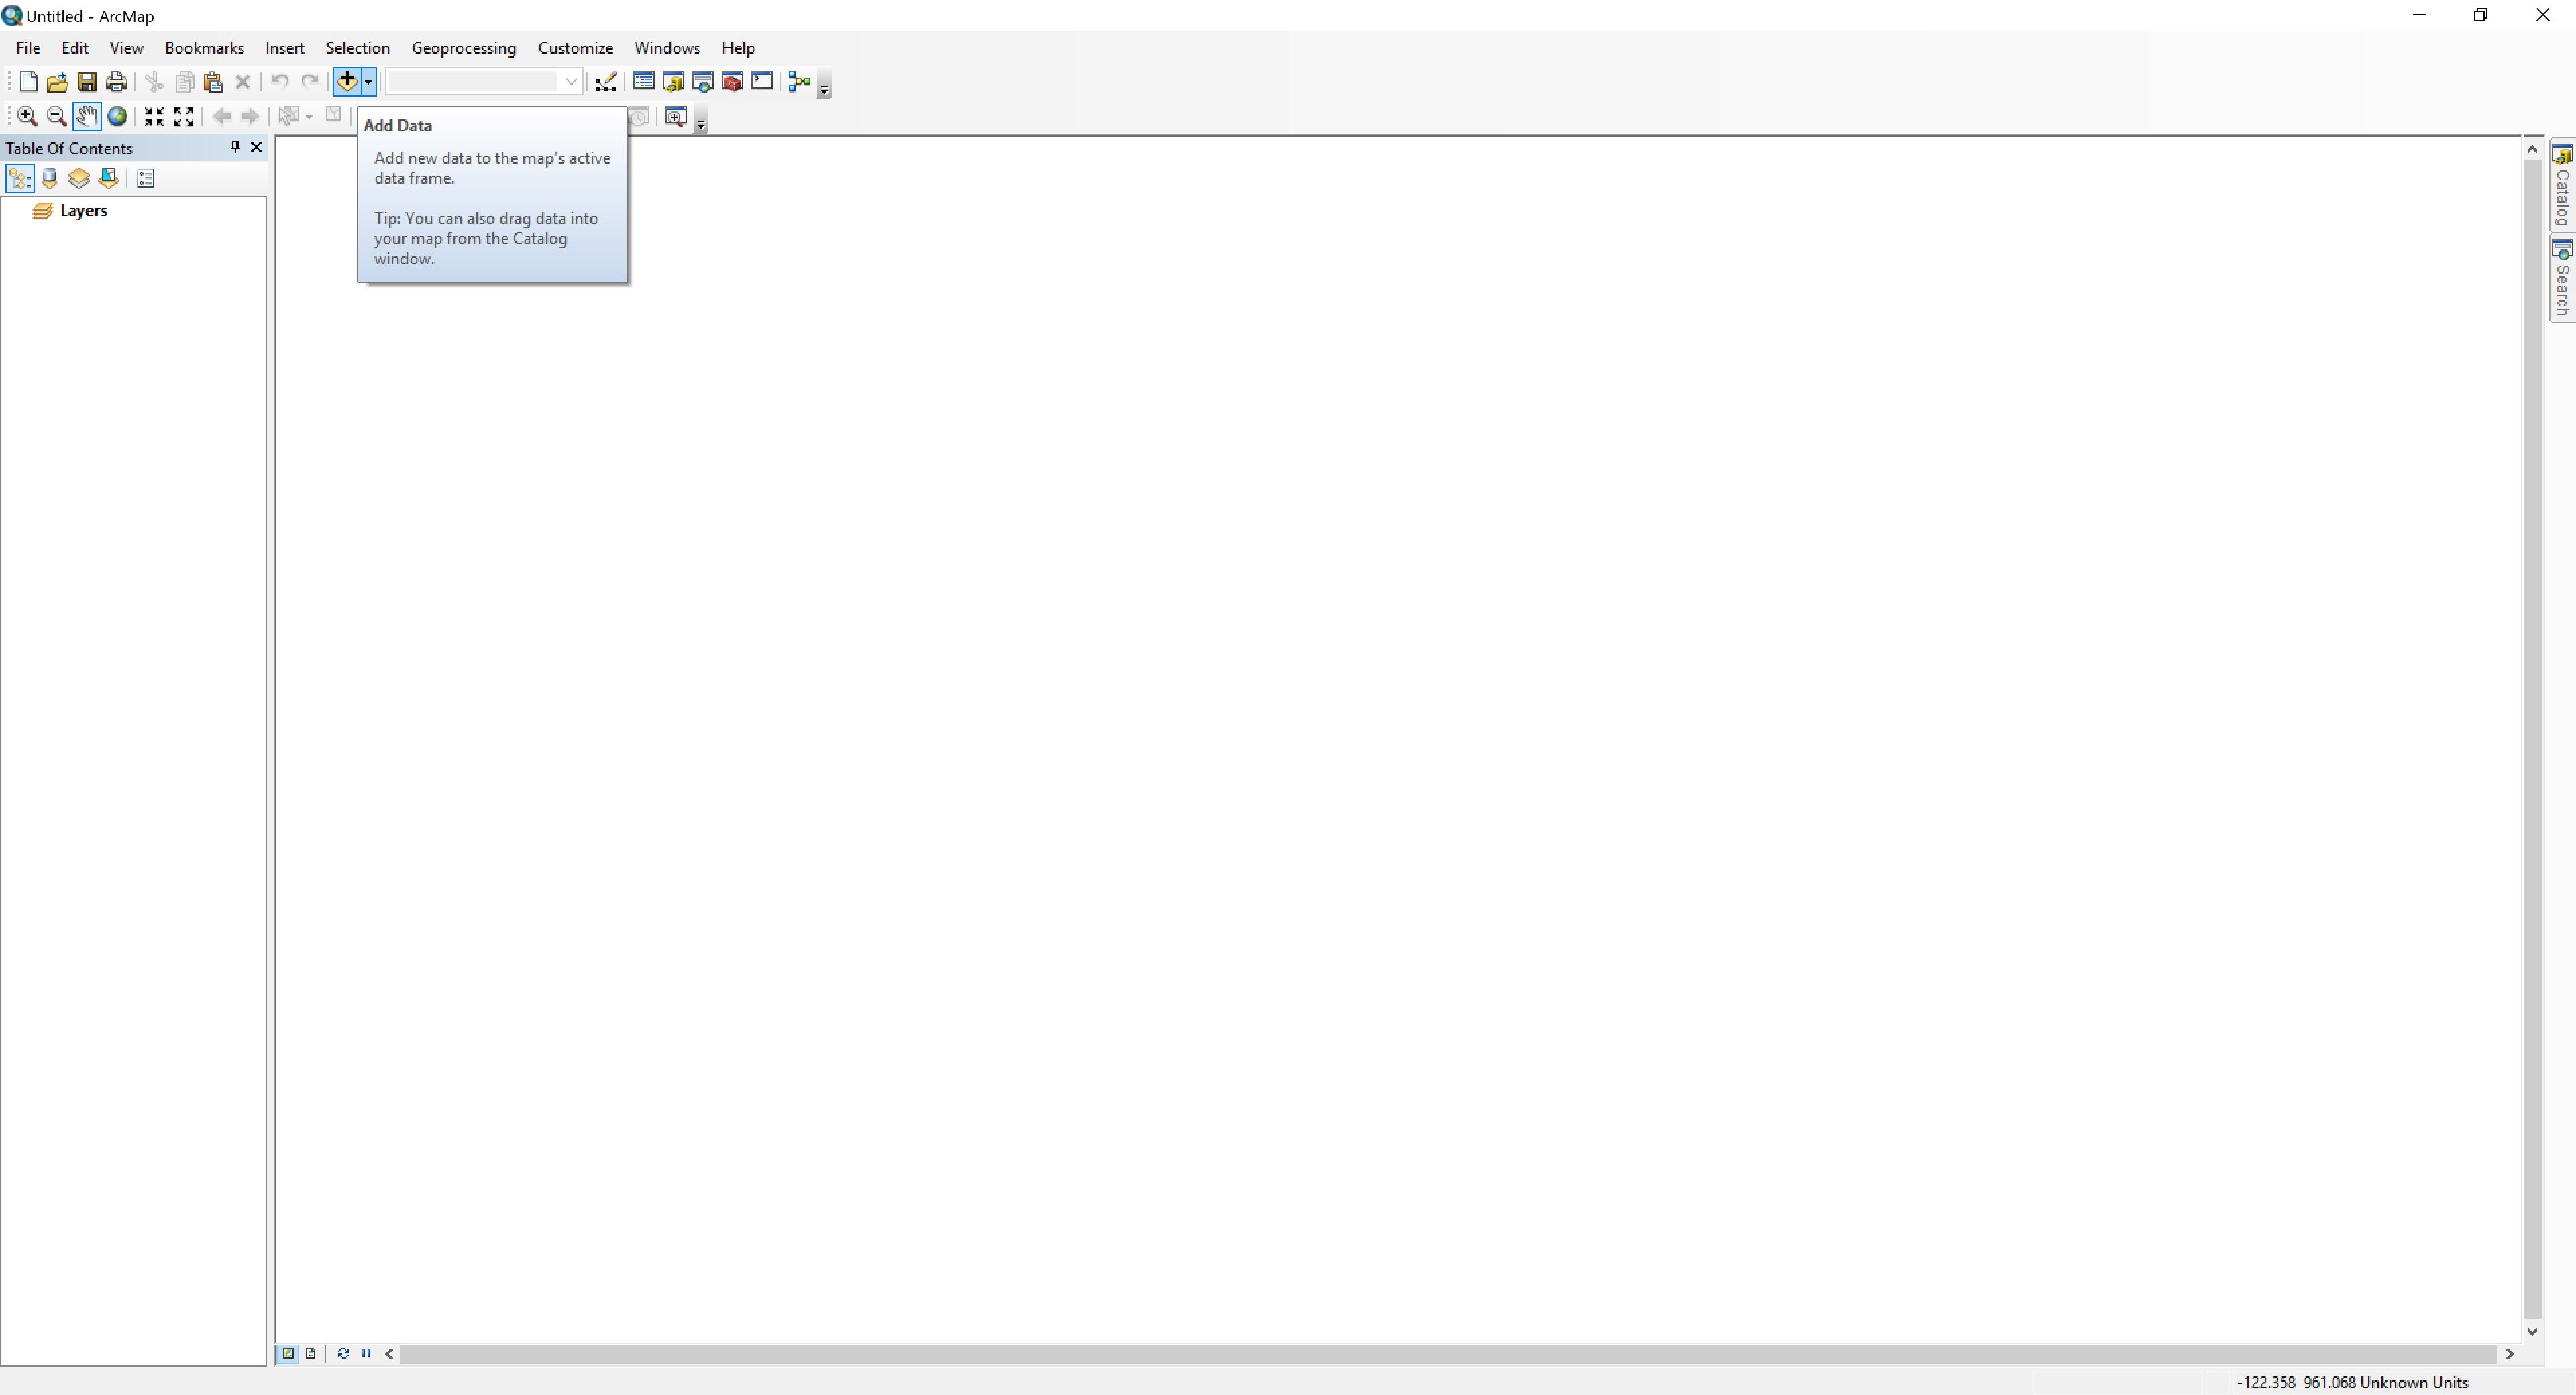 Untitled - ArcMap
File Edit View Bookmarks Insert Selection Geoprocessing Customize Windows Help
Table Of Contents
Layers
Add Data
Add new data to the map's active
data frame.
Tip: You can also drag data into
your map from the Catalog
window.
Catalog
Search
-122.358 961.068 Unknown Units